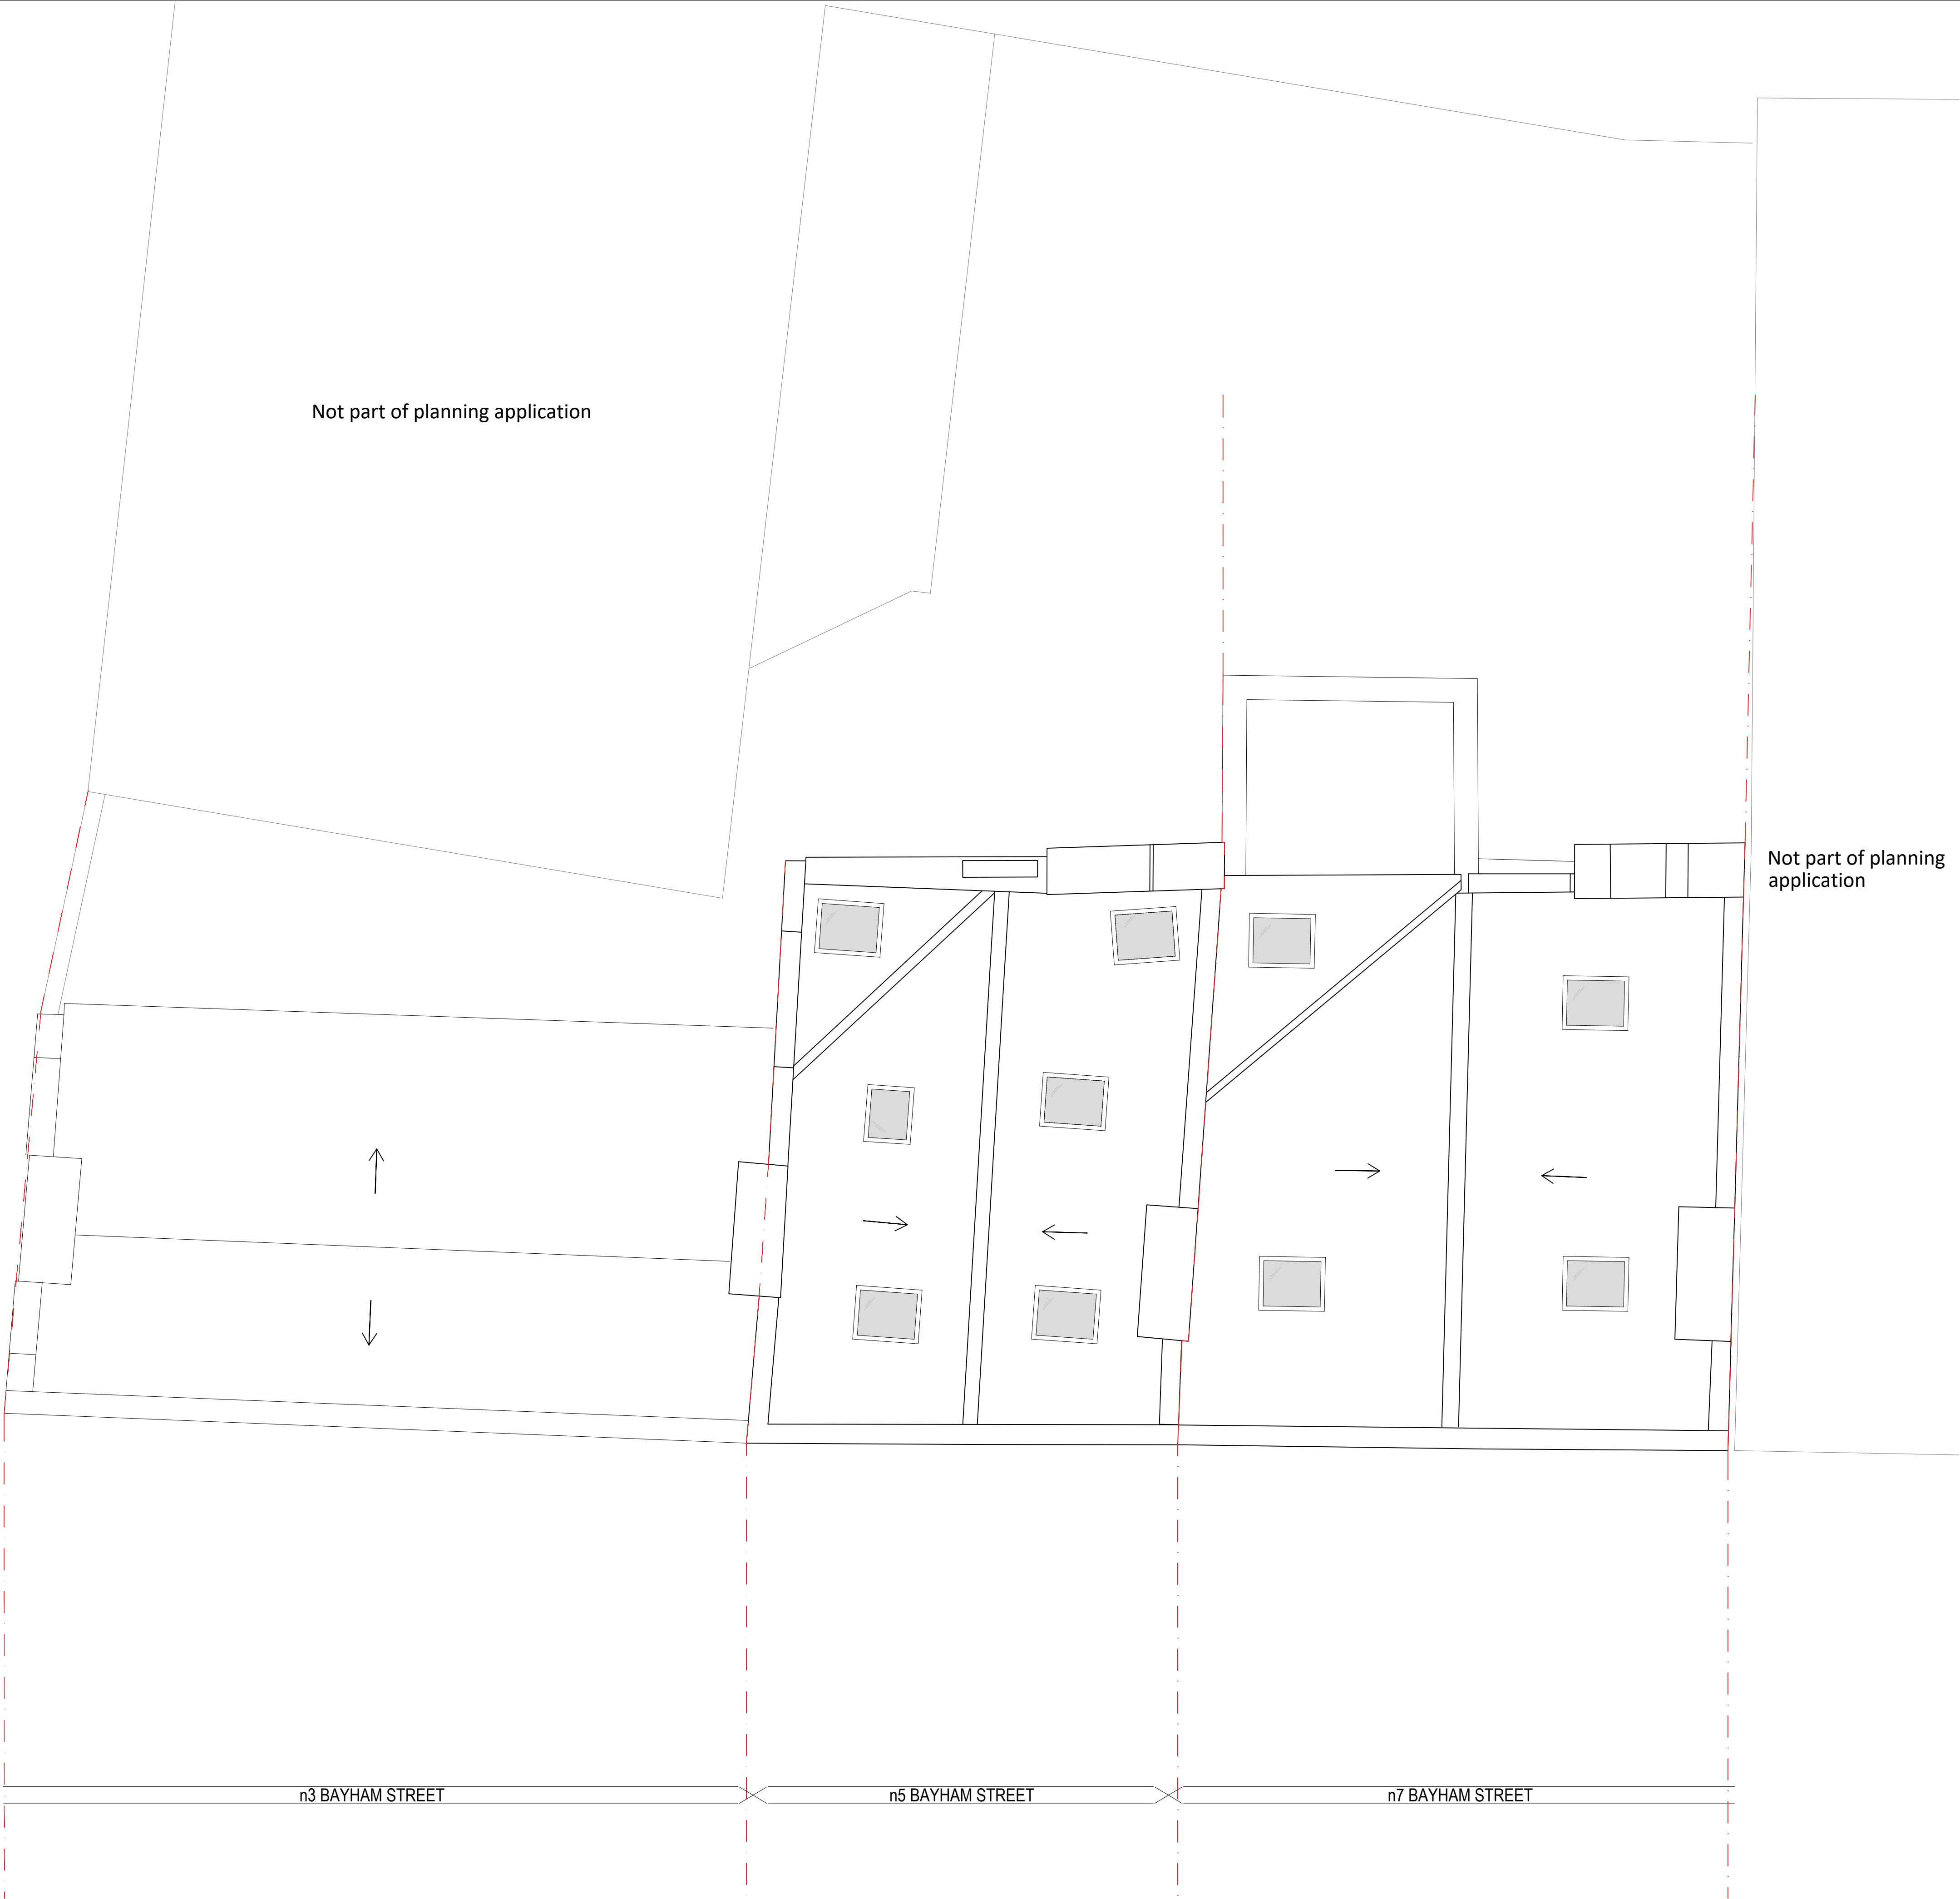 Not part of planning application
Not part of planning
application
n3 BAYHAM STREET
n5 BAYHAM STREET
n7 BAYHAM STREET